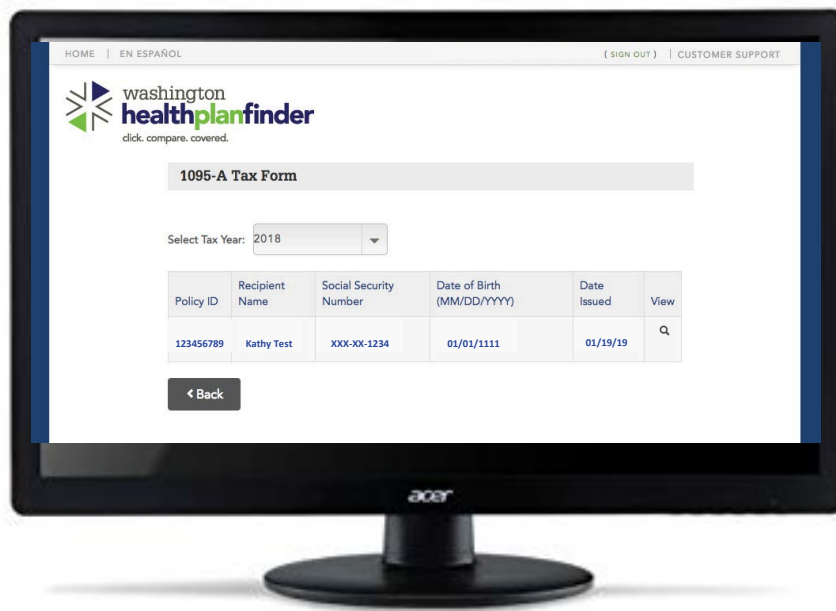 HOME | EN ESPAÑOL ( SIGN OUT ) | CUSTOMER SUPPORT
washington
healthplanfinder
click. compare. covered.
1095-A Tax Form
Select Tax Year: 2018
Policy ID Recipient Name Social Security Number Date of Birth (MM/DD/YYYY) Date Issued View
123456789 Kathy Test XXX-XX-1234 01/01/1111 01/19/19
Back
acer